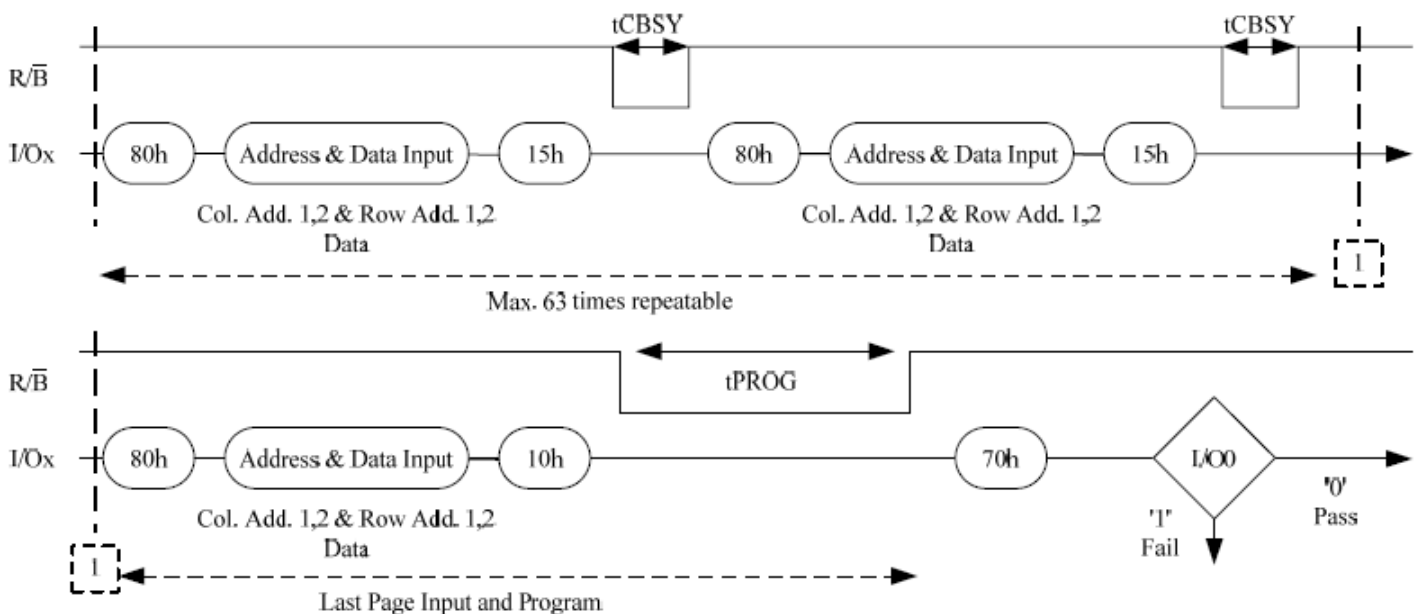 tCBSY tCBSY
R/B̅
I/Ox 80h Address & Data Input 15h 80h Address & Data Input 15h
Col. Add. 1,2 & Row Add. 1,2 Col. Add. 1,2 & Row Add. 1,2
Data Data
1
Max. 63 times repeatable
R/B̅ tPROG
I/Ox 80h Address & Data Input 10h 70h I/O0
Col. Add. 1,2 & Row Add. 1,2 '1' '0'
Data Fail Pass
1
Last Page Input and Program